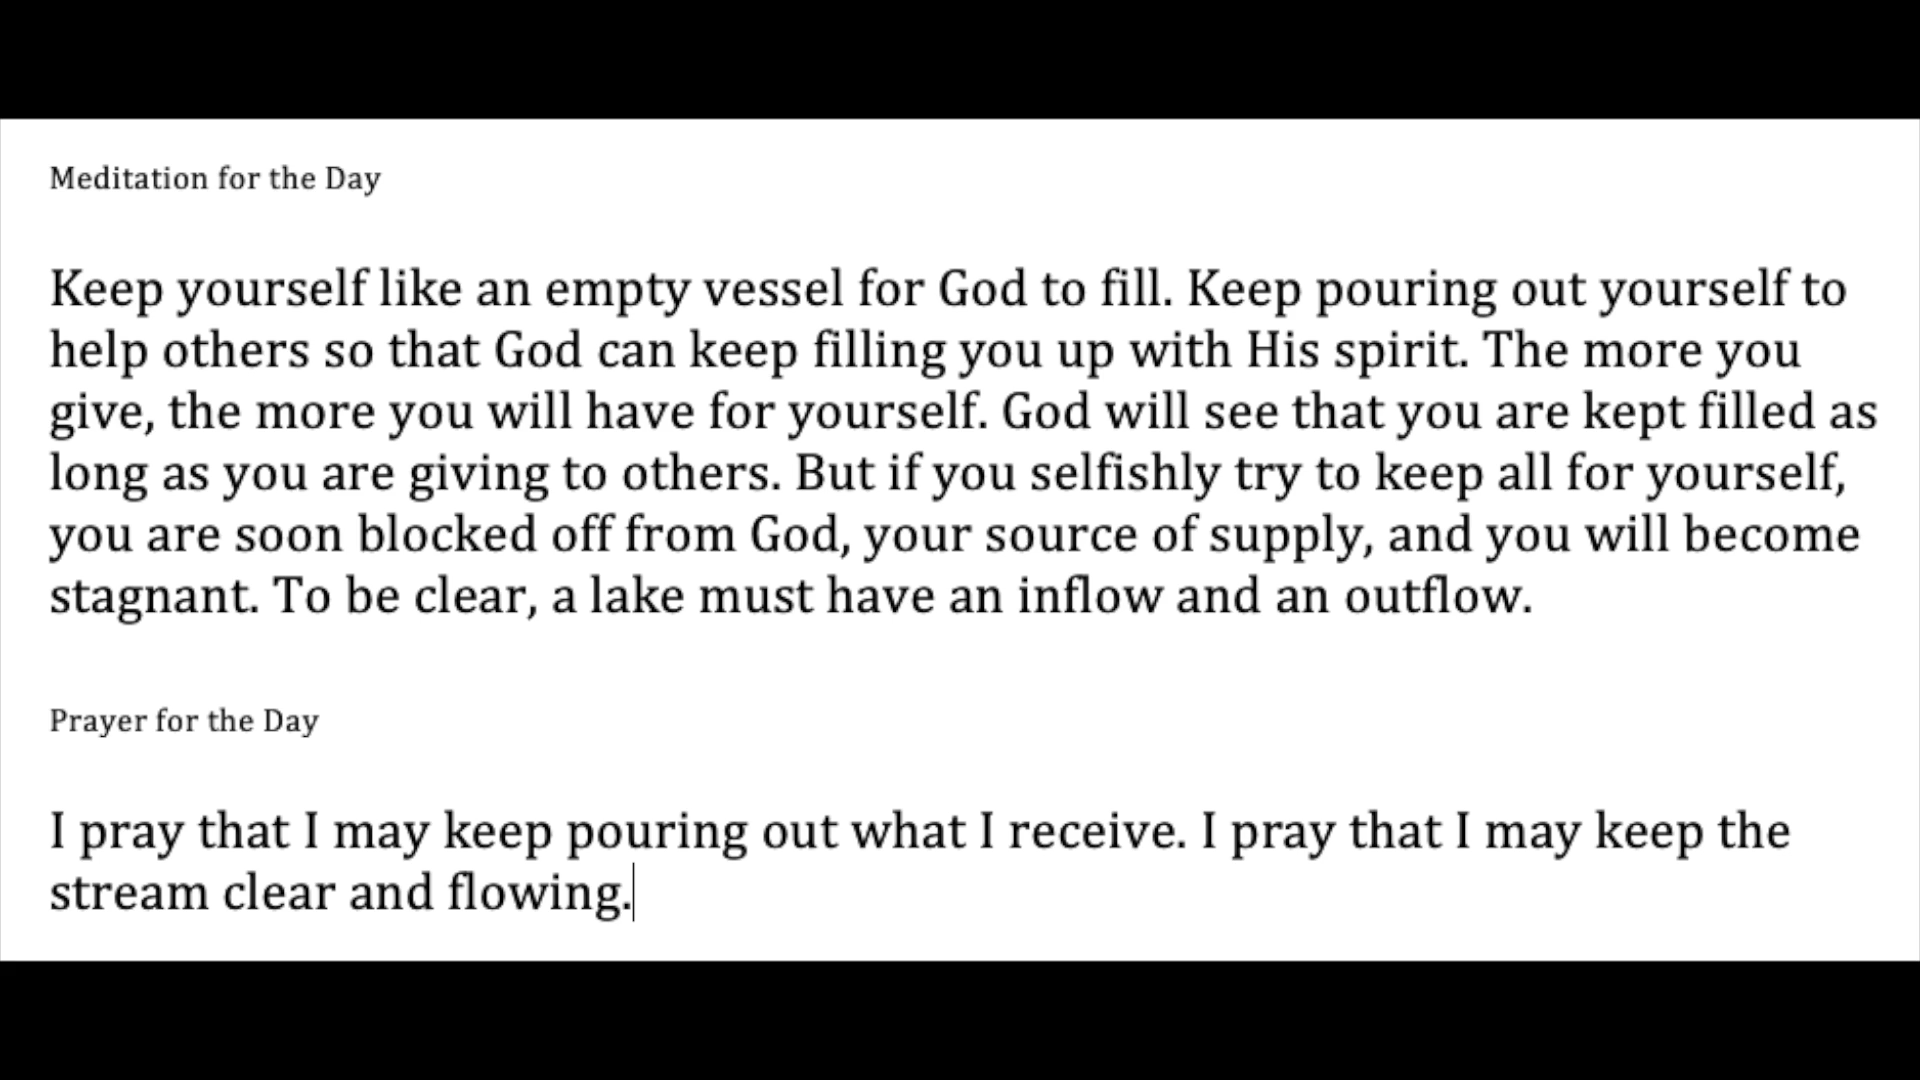 Meditation for the Day
Keep yourself like an empty vessel for God to fill. Keep pouring out yourself to
help others so that God can keep filling you up with His spirit. The more you
give, the more you will have for yourself. God will see that you are kept filled as
long as you are giving to others. But if you selfishly try to keep all for yourself,
you are soon blocked off from God, your source of supply, and you will become
stagnant. To be clear, a lake must have an inflow and an outflow.
Prayer for the Day
I pray that I may keep pouring out what I receive. I pray that I may keep the
stream clear and flowing.